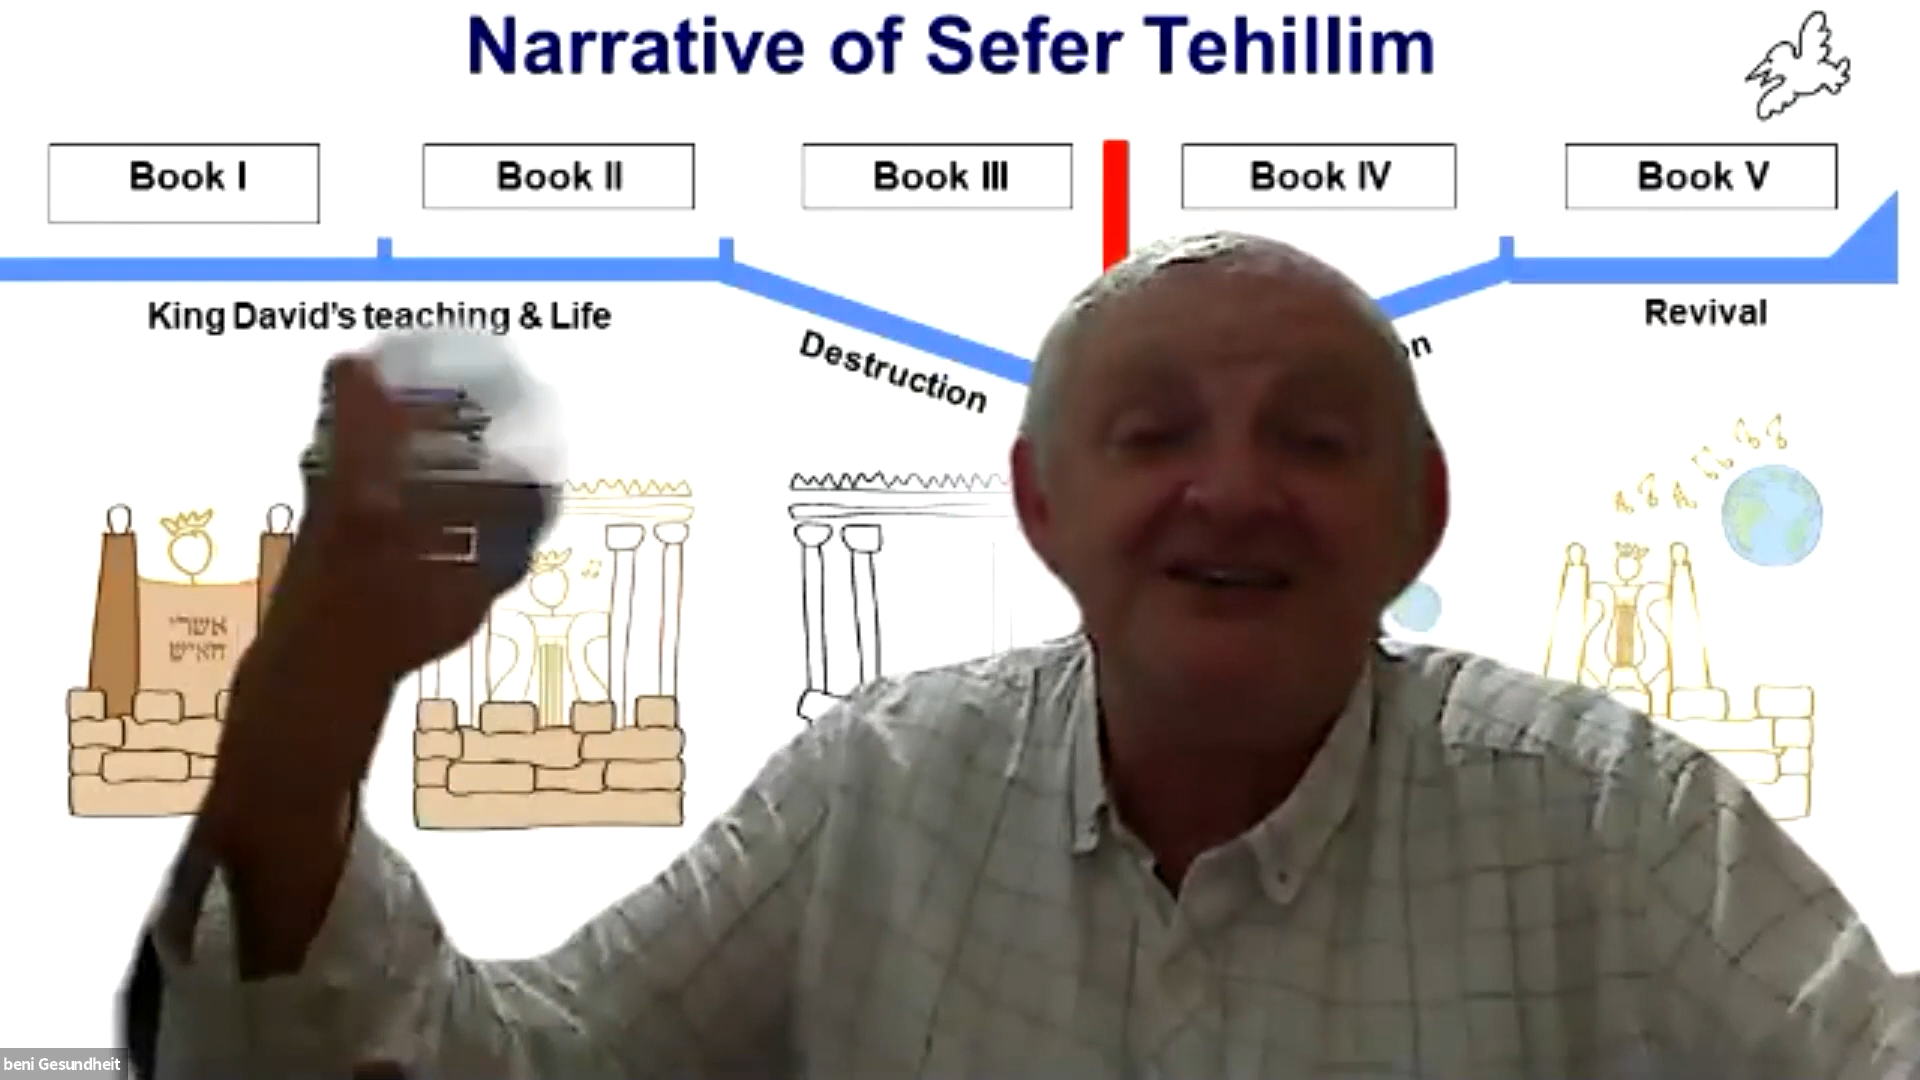 Narrative of Sefer Tehillim
Book I
Book II
Book III
Book IV
Book V
King David's teaching & Life
Destruction
on
Revival
אשרי
האיש
beni Gesundheit